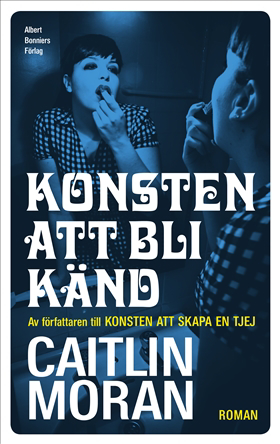 Albert
Bonniers
Förlag
KONSTEN
ATT BLI
KÄND
Av författaren till KONSTEN ATT SKAPA EN TJEJ
CAITLIN
MORAN
ROMAN